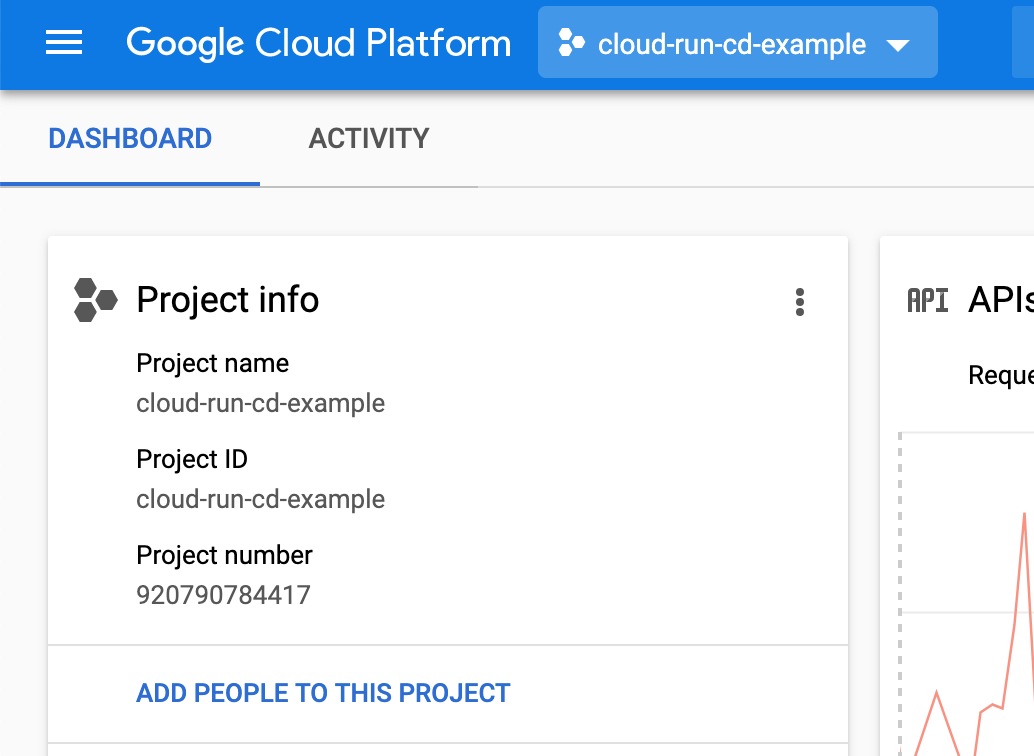 Google Cloud Platform
cloud-run-cd-example
DASHBOARD
ACTIVITY
Project info
Project name
cloud-run-cd-example
Project ID
cloud-run-cd-example
Project number
920790784417
ADD PEOPLE TO THIS PROJECT
API
APIs
Reque